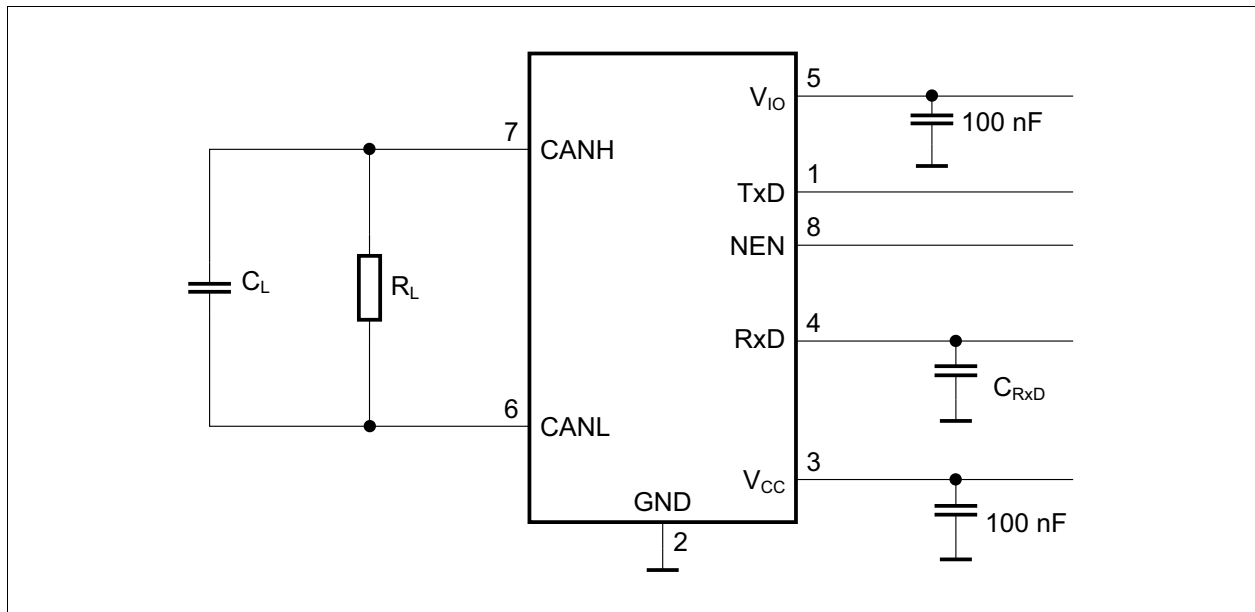 5
V_IO
100 nF
7
CANH
1
TxD
8
NEN
C_L
R_L
4
RxD
C_RxD
6
CANL
3
V_CC
GND
100 nF
2